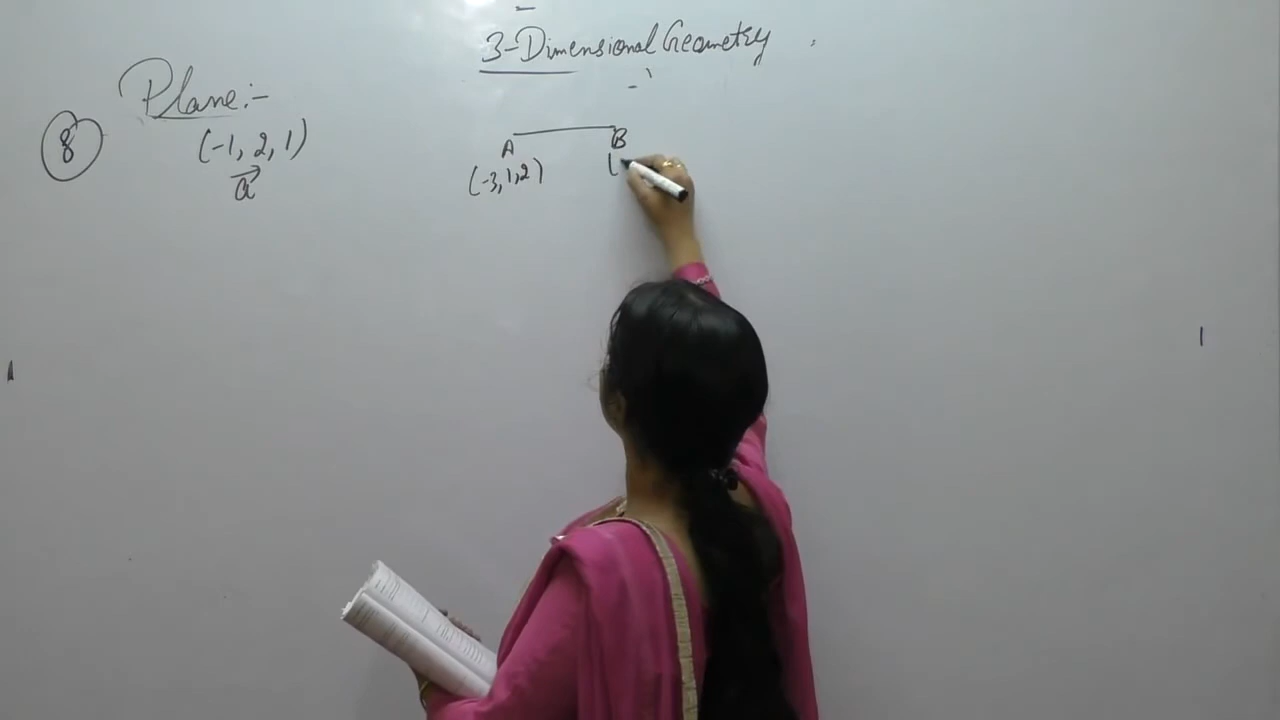 3-Dimensional Geometry
Plane:-
8
(-1, 2, 1)
a
A B
(-3, 1, 2) (